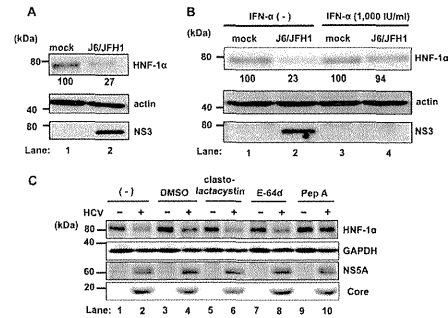 A
(kDa) mock J6/JFH1
80 HNF-1α
100 27
40 actin
80 NS3
Lane: 1 2
B
IFN-α (-) IFN-α (1,000 IU/ml)
(kDa) mock J6/JFH1 mock J6/JFH1
80 HNF-1α
100 23 100 94
40 actin
80 NS3
Lane: 1 2 3 4
C
(-) DMSO clasto-lactacystin E-64d Pep A
HCV - + - + - + - + - +
(kDa)
80 HNF-1α
40 GAPDH
60 NS5A
20 Core
Lane: 1 2 3 4 5 6 7 8 9 10